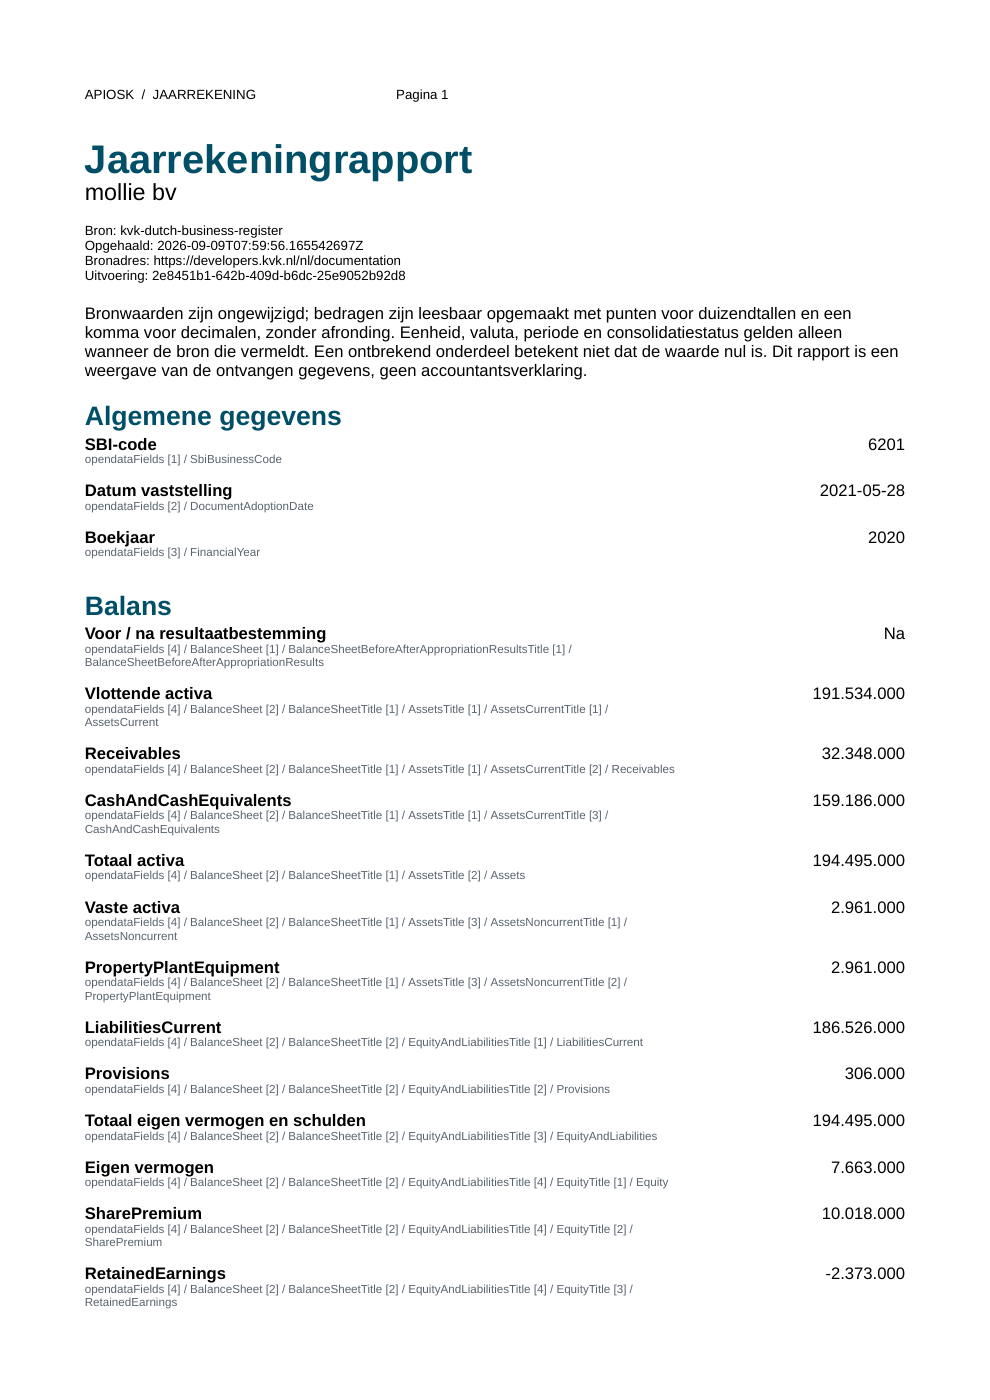 APIOSK / JAARREKENING Pagina 1
Jaarrekeningrapport
mollie bv
Bron: kvk-dutch-business-register
Opgehaald: 2026-09-09T07:59:56.165542697Z
Bronadres: https://developers.kvk.nl/nl/documentation
Uitvoering: 2e8451b1-642b-409d-b6dc-25e9052b92d8
Bronwaarden zijn ongewijzigd; bedragen zijn leesbaar opgemaakt met punten voor duizendtallen en een
komma voor decimalen, zonder afronding. Eenheid, valuta, periode en consolidatiestatus gelden alleen
wanneer de bron die vermeldt. Een ontbrekend onderdeel betekent niet dat de waarde nul is. Dit rapport is een
weergave van de ontvangen gegevens, geen accountantsverklaring.
Algemene gegevens
SBI-code 6201
opendataFields [1] / SbiBusinessCode
Datum vaststelling 2021-05-28
opendataFields [2] / DocumentAdoptionDate
Boekjaar 2020
opendataFields [3] / FinancialYear
Balans
Voor / na resultaatbestemming Na
opendataFields [4] / BalanceSheet [1] / BalanceSheetBeforeAfterAppropriationResultsTitle [1] /
BalanceSheetBeforeAfterAppropriationResults
Vlottende activa 191.534.000
opendataFields [4] / BalanceSheet [2] / BalanceSheetTitle [1] / AssetsTitle [1] / AssetsCurrentTitle [1] /
AssetsCurrent
Receivables 32.348.000
opendataFields [4] / BalanceSheet [2] / BalanceSheetTitle [1] / AssetsTitle [1] / AssetsCurrentTitle [2] / Receivables
CashAndCashEquivalents 159.186.000
opendataFields [4] / BalanceSheet [2] / BalanceSheetTitle [1] / AssetsTitle [1] / AssetsCurrentTitle [3] /
CashAndCashEquivalents
Totaal activa 194.495.000
opendataFields [4] / BalanceSheet [2] / BalanceSheetTitle [1] / AssetsTitle [2] / Assets
Vaste activa 2.961.000
opendataFields [4] / BalanceSheet [2] / BalanceSheetTitle [1] / AssetsTitle [3] / AssetsNoncurrentTitle [1] /
AssetsNoncurrent
PropertyPlantEquipment 2.961.000
opendataFields [4] / BalanceSheet [2] / BalanceSheetTitle [1] / AssetsTitle [3] / AssetsNoncurrentTitle [2] /
PropertyPlantEquipment
LiabilitiesCurrent 186.526.000
opendataFields [4] / BalanceSheet [2] / BalanceSheetTitle [2] / EquityAndLiabilitiesTitle [1] / LiabilitiesCurrent
Provisions 306.000
opendataFields [4] / BalanceSheet [2] / BalanceSheetTitle [2] / EquityAndLiabilitiesTitle [2] / Provisions
Totaal eigen vermogen en schulden 194.495.000
opendataFields [4] / BalanceSheet [2] / BalanceSheetTitle [2] / EquityAndLiabilitiesTitle [3] / EquityAndLiabilities
Eigen vermogen 7.663.000
opendataFields [4] / BalanceSheet [2] / BalanceSheetTitle [2] / EquityAndLiabilitiesTitle [4] / EquityTitle [1] / Equity
SharePremium 10.018.000
opendataFields [4] / BalanceSheet [2] / BalanceSheetTitle [2] / EquityAndLiabilitiesTitle [4] / EquityTitle [2] /
SharePremium
RetainedEarnings -2.373.000
opendataFields [4] / BalanceSheet [2] / BalanceSheetTitle [2] / EquityAndLiabilitiesTitle [4] / EquityTitle [3] /
RetainedEarnings